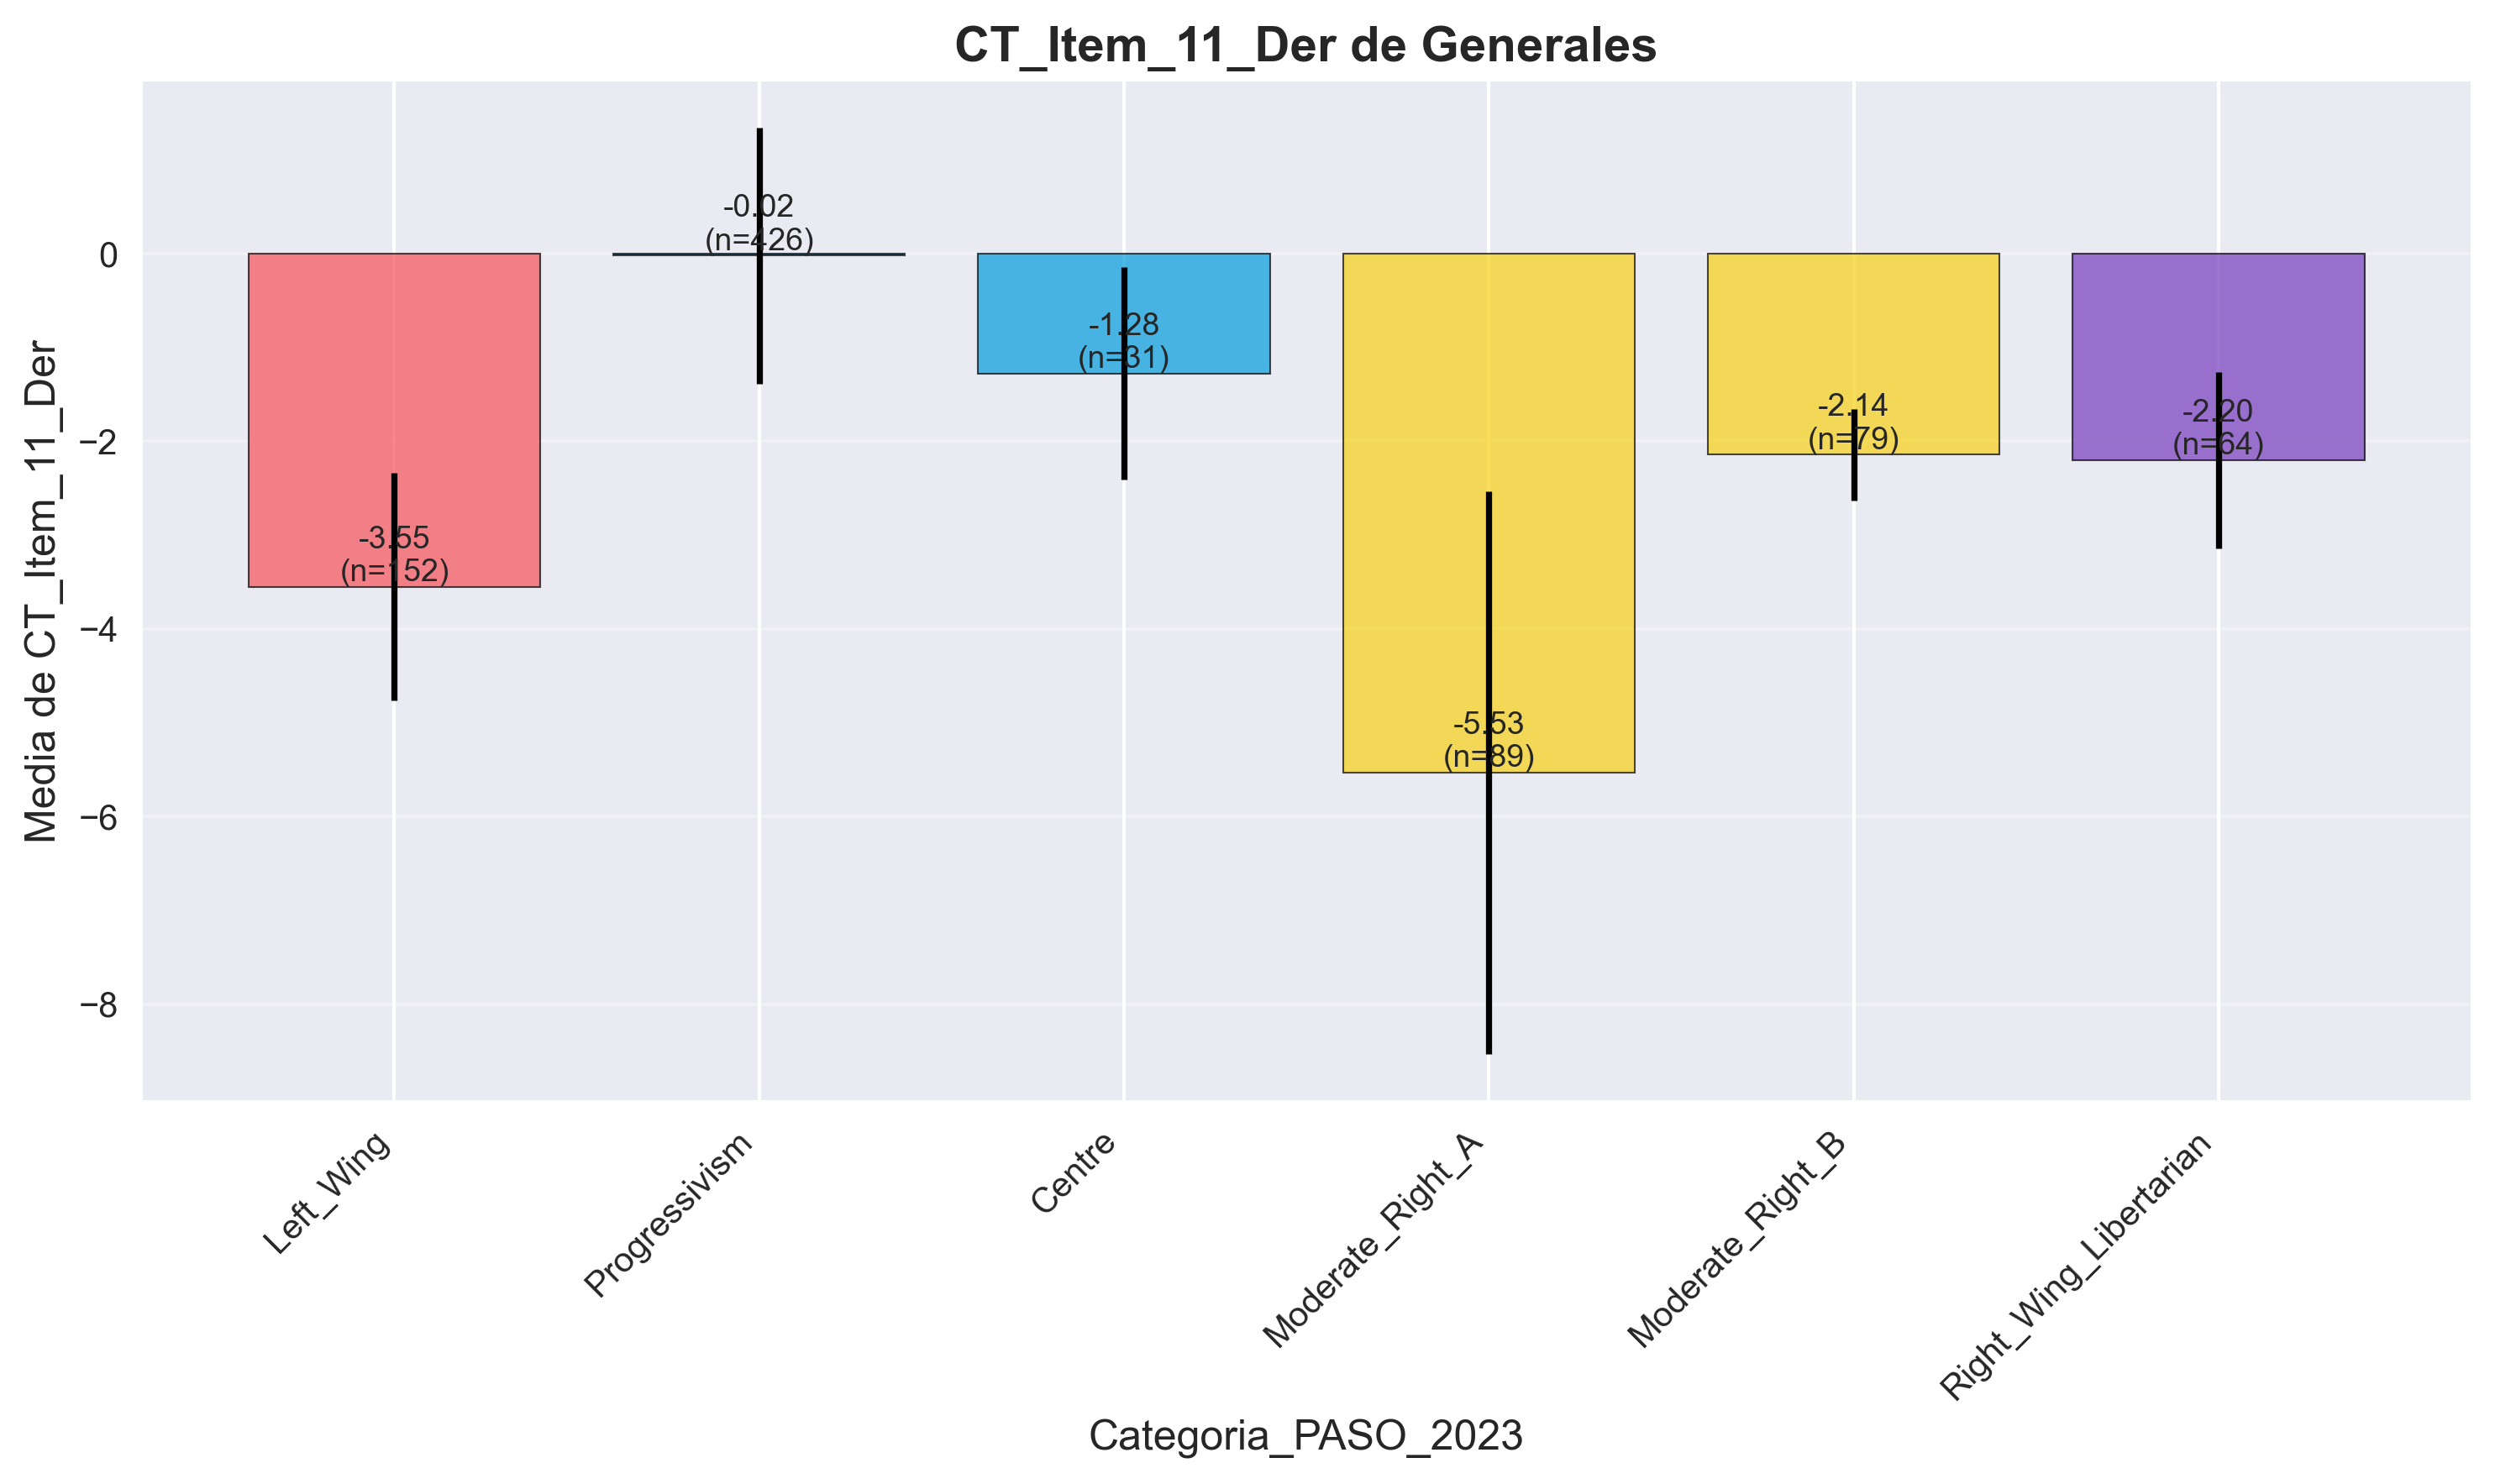 CT_Item_11_Der de Generales
Media de CT_Item_11_Der
0
−2
−4
−6
−8
-3.55
(n=152)
-0.02
(n=426)
-1.28
(n=31)
-5.53
(n=89)
-2.14
(n=79)
-2.20
(n=64)
Left_Wing
Progressivism
Centre
Moderate_Right_A
Moderate_Right_B
Right_Wing_Libertarian
Categoria_PASO_2023